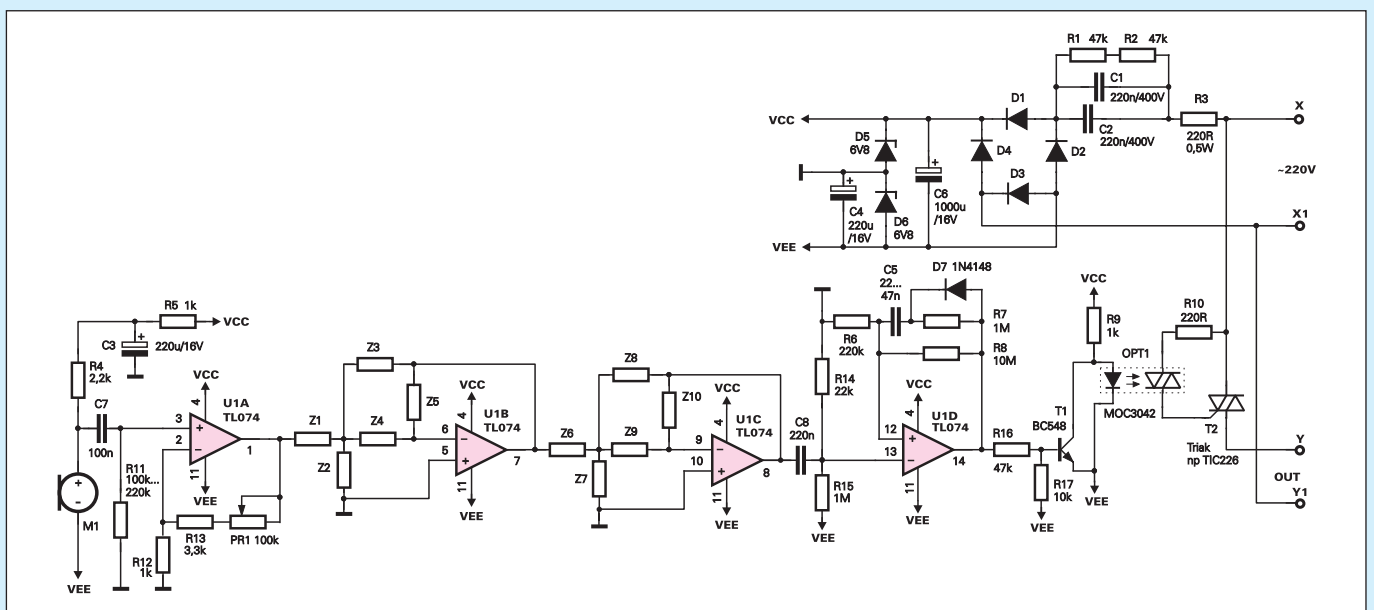 R1 47k
R2 47k
C1
220n/400V
R3
220R
0,5W
X
D1
VCC
C2
220n/400V
D5
6V8
D4
D2
~220V
D3
C6
1000u
/16V
C4
220u
/16V
D6
6V8
X1
VEE
C5
22...
47n
D7 1N4148
VCC
R5 1k
VCC
C3
220u/16V
R6
220k
R7
1M
R9
1k
R10
220R
R8
10M
OPT1
MOC3042
R4
2,2k
Z3
Z8
VCC
4
U1A
TL074
VCC
4
U1B
TL074
VCC
4
U1C
TL074
R14
22k
VCC
4
U1D
TL074
C7
100n
3
+
2
−
1
11
VEE
Z1
Z2
Z4
Z5
6
−
5
+
7
11
VEE
Z6
Z7
Z9
Z10
9
−
10
+
8
11
VEE
C8
220n
R15
1M
VEE
12
+
13
−
14
11
VEE
R16
47k
T1
BC548
R17
10k
VEE
VEE
T2
Triak
np TIC226
Y
OUT
Y1
R11
100k...
220k
+
-
M1
VEE
R12
1k
R13
3,3k
PR1 100k